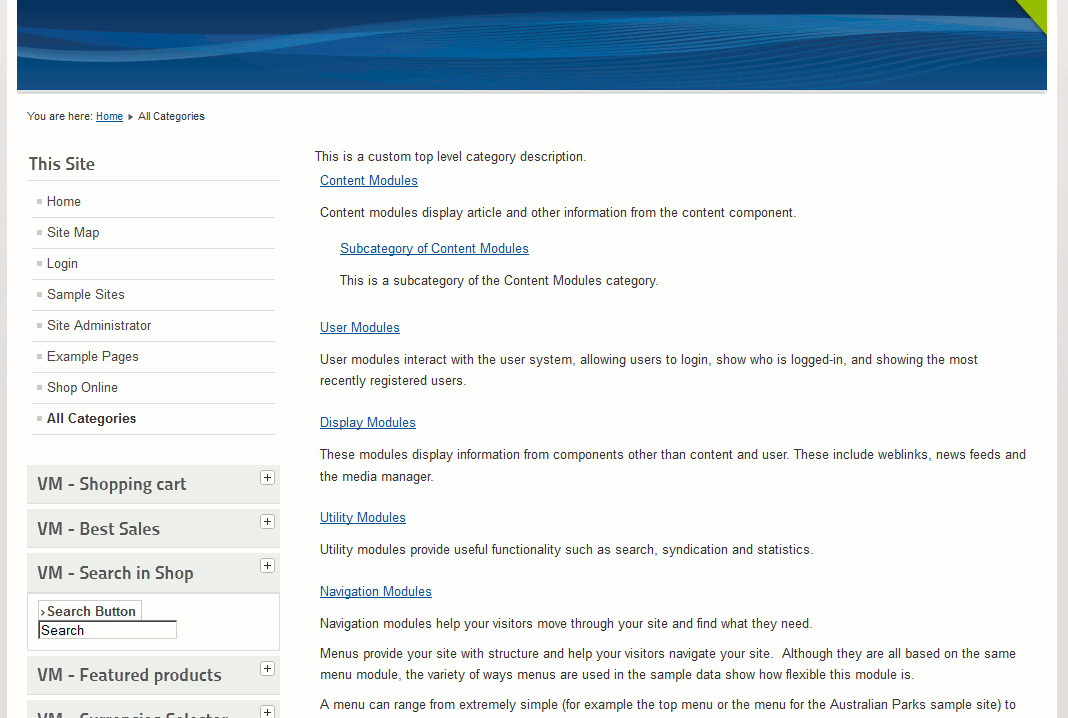 You are here: Home All Categories
This Site
Home
Site Map
Login
Sample Sites
Site Administrator
Example Pages
Shop Online
All Categories
VM - Shopping cart
VM - Best Sales
VM - Search in Shop
› Search Button
Search
VM - Featured products
VM - Currencies Selector
This is a custom top level category description.
Content Modules
Content modules display article and other information from the content component.
Subcategory of Content Modules
This is a subcategory of the Content Modules category.
User Modules
User modules interact with the user system, allowing users to login, show who is logged-in, and showing the most
recently registered users.
Display Modules
These modules display information from components other than content and user. These include weblinks, news feeds and
the media manager.
Utility Modules
Utility modules provide useful functionality such as search, syndication and statistics.
Navigation Modules
Navigation modules help your visitors move through your site and find what they need.
Menus provide your site with structure and help your visitors navigate your site.  Although they are all based on the same
menu module, the variety of ways menus are used in the sample data show how flexible this module is.
A menu can range from extremely simple (for example the top menu or the menu for the Australian Parks sample site) to